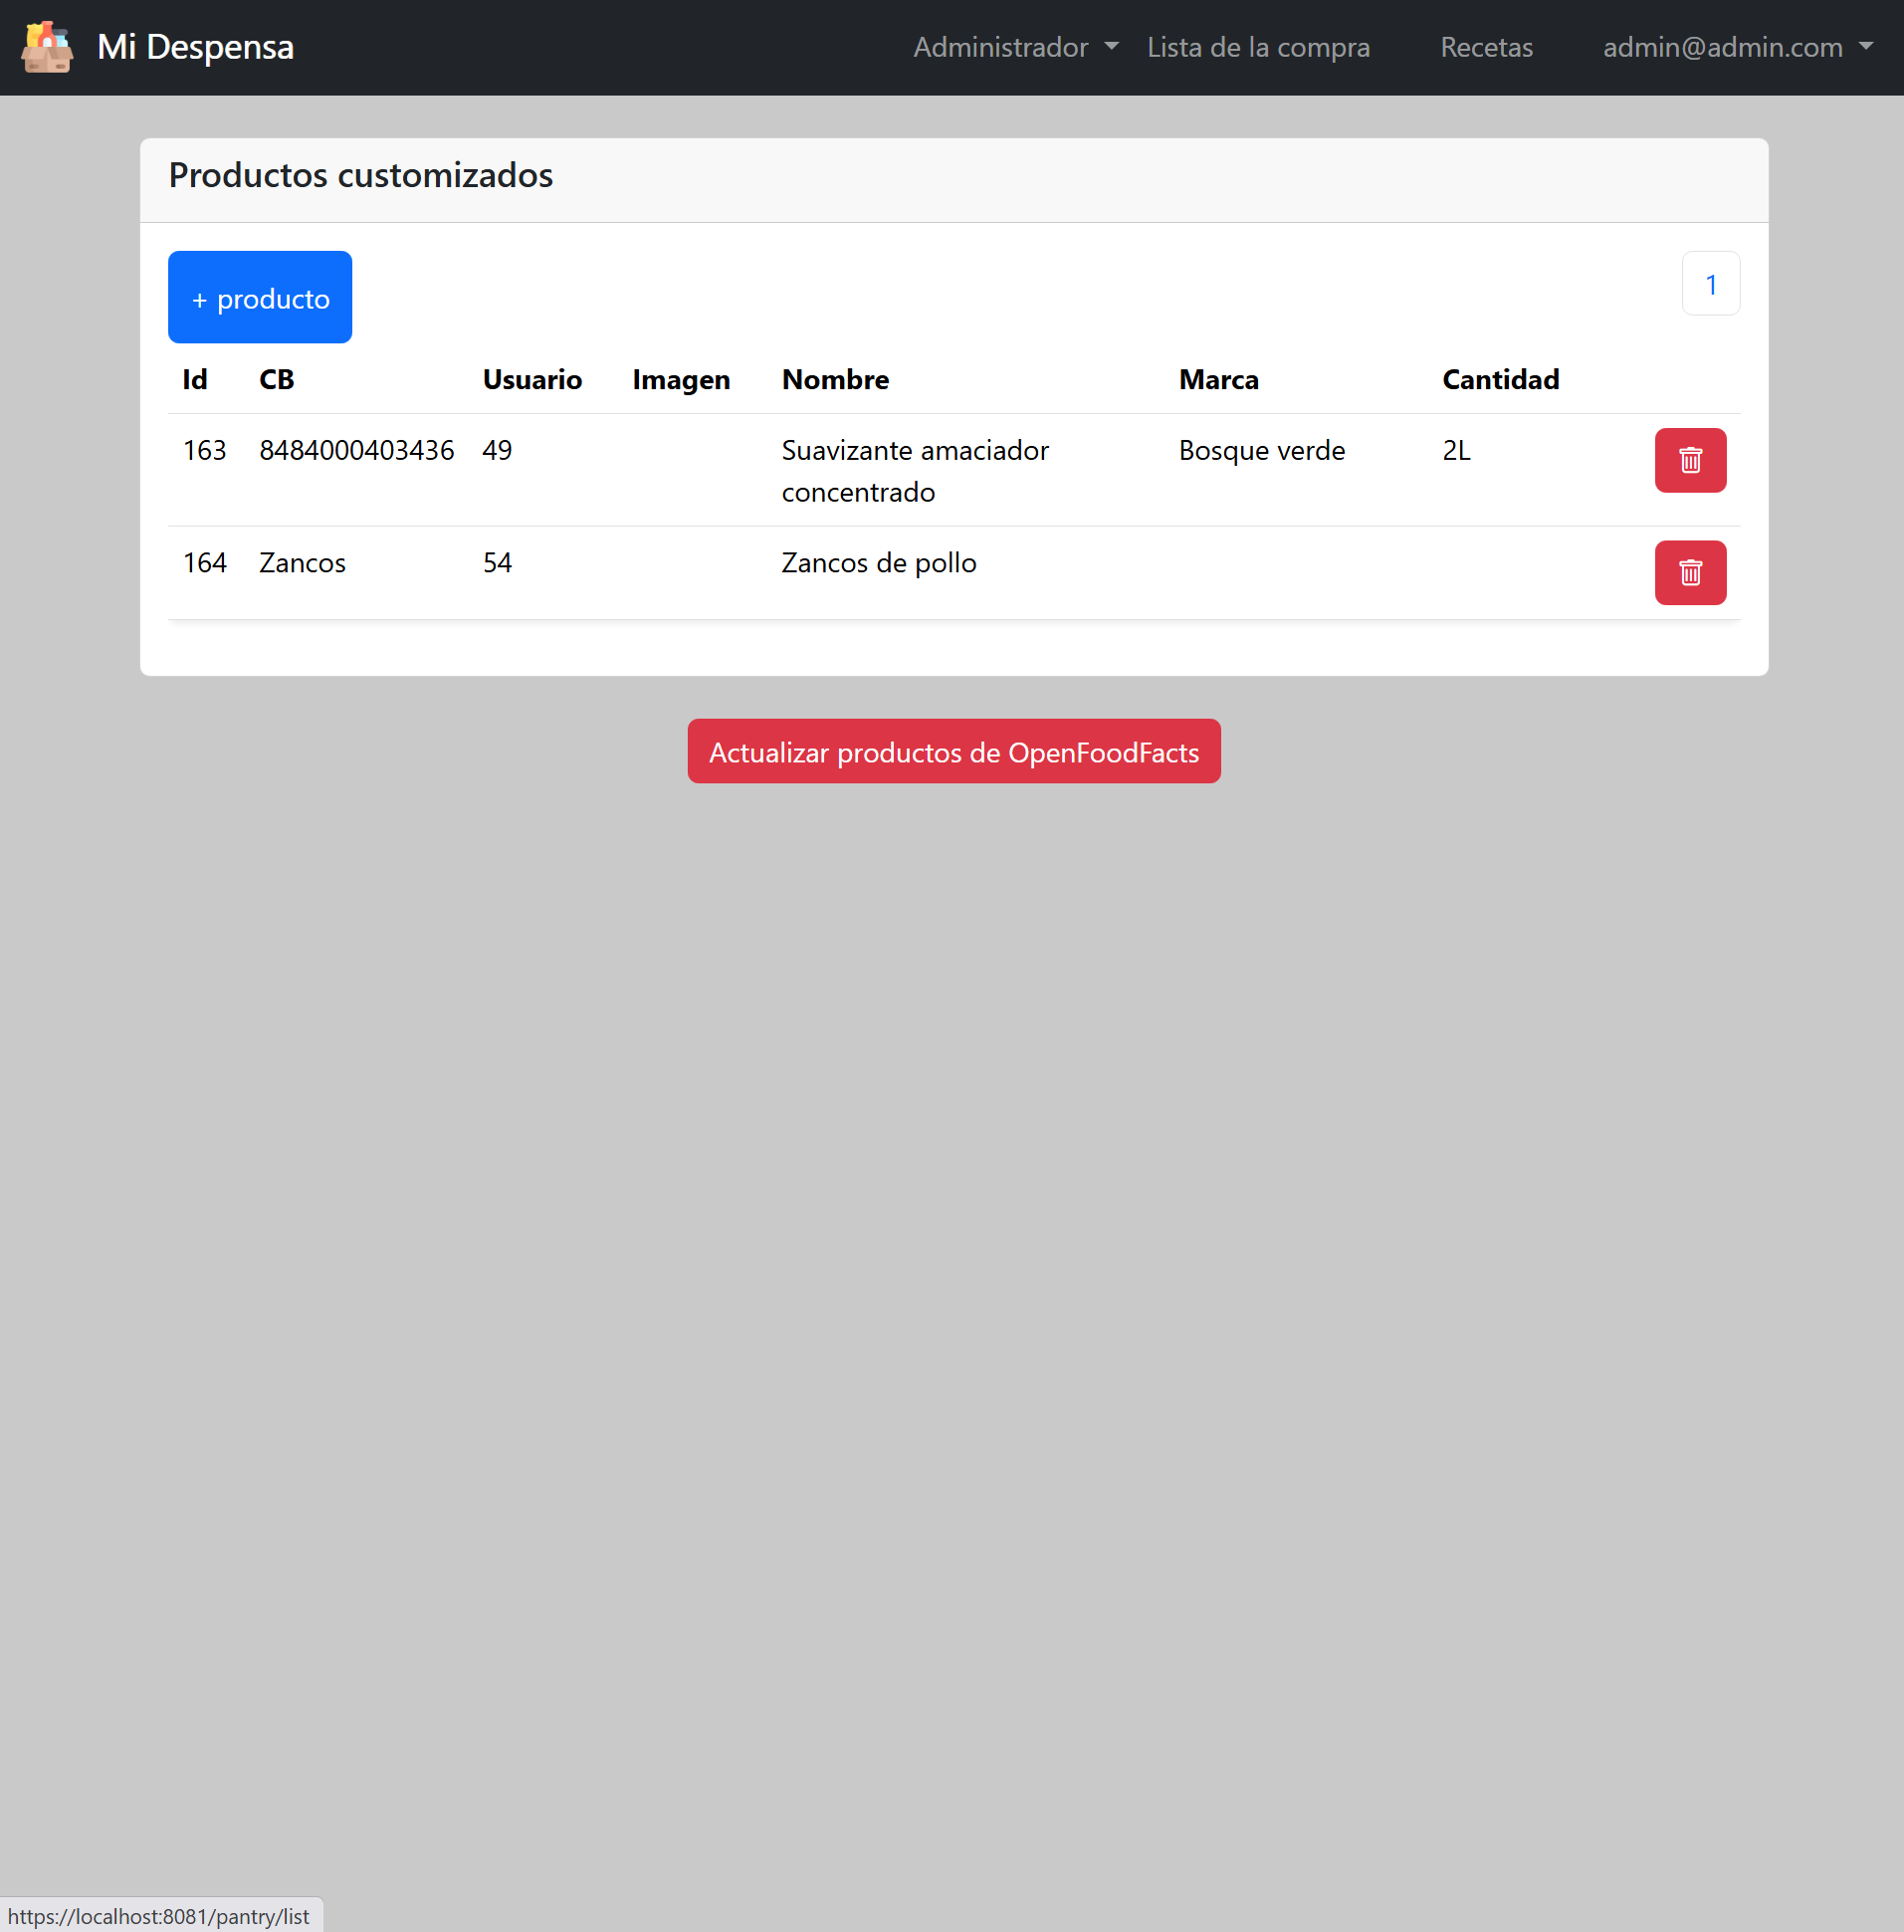 Mi Despensa Administrador Lista de la compra Recetas admin@admin.com
Productos customizados
+ producto 1
Id CB Usuario Imagen Nombre Marca Cantidad
163 8484000403436 49 Suavizante amaciador Bosque verde 2L
concentrado
164 Zancos 54 Zancos de pollo
Actualizar productos de OpenFoodFacts
https://localhost:8081/pantry/list